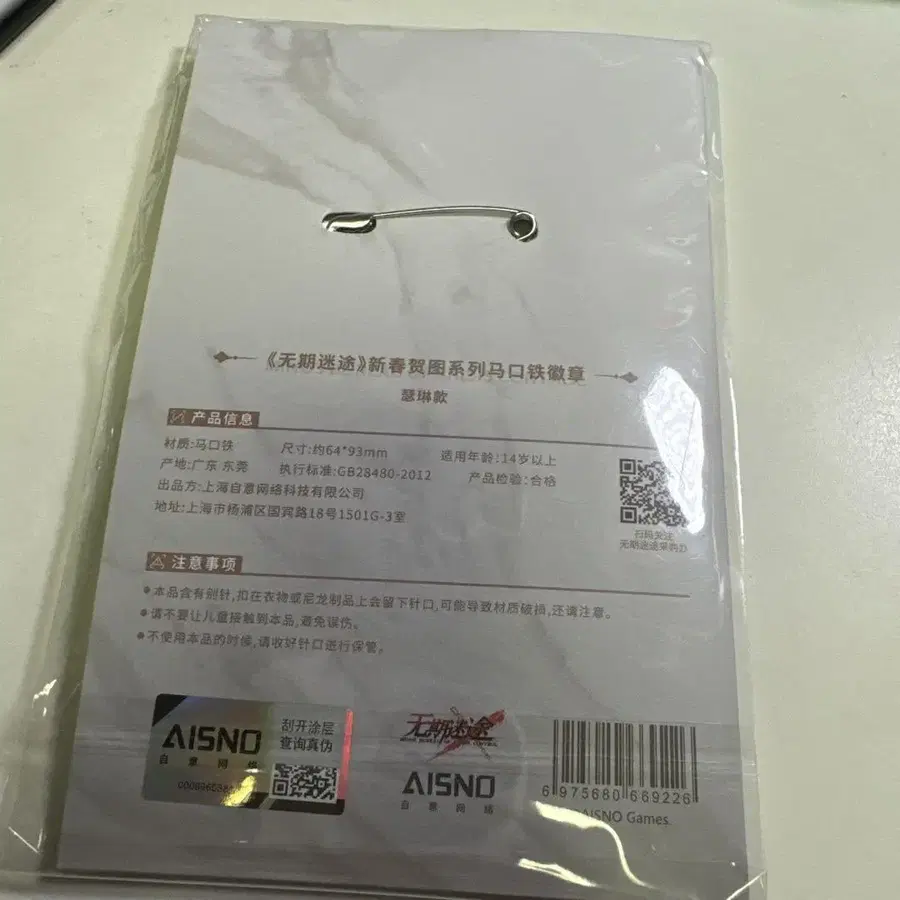 《无期迷途》新春贺图系列马口铁徽章
瑟琳款
产品信息
材质:马口铁 尺寸:约64*93mm 适用年龄:14岁以上
产地:广东 东莞 执行标准:GB28480-2012 产品检验:合格
出品方:上海自意网络科技有限公司
地址:上海市杨浦区国宾路18号1501G-3室
扫码关注
无期迷途采购办
注意事项
•本品含有别针,扣在衣物或尼龙制品上会留下针口,可能导致材质破损,还请注意。
•请不要让儿童接触到本品,避免误伤。
•不使用本品的时候,请收好针口进行保管。
AISNO
自意网络
刮开涂层
查询真伪
无期迷途
AISNO
自意网络
6 975680 669226
AISNO Games